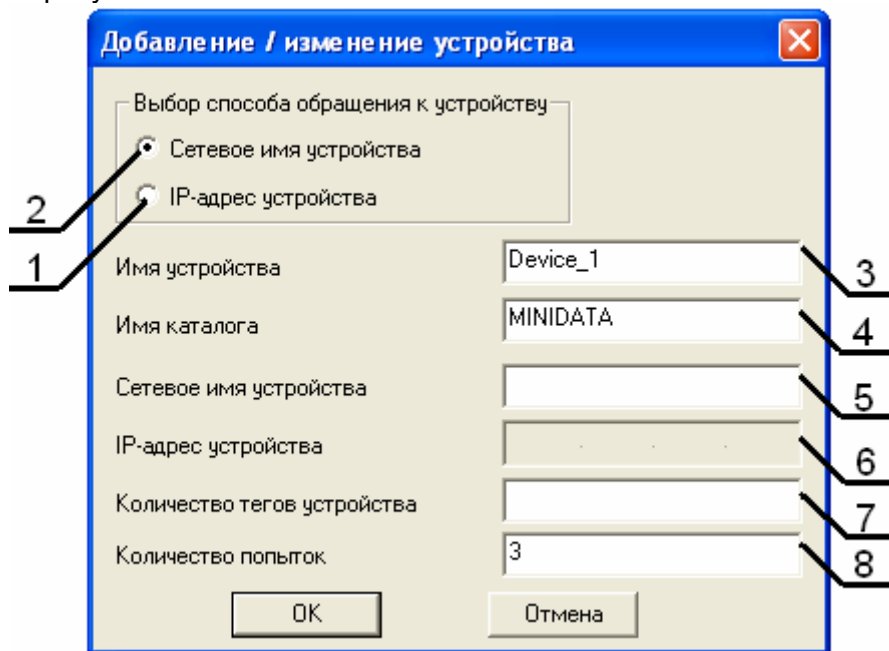 Добавление / изменение устройства
Выбор способа обращения к устройству
Сетевое имя устройства
IP-адрес устройства
2
1
Имя устройства Device_1 3
Имя каталога MINIDATA 4
Сетевое имя устройства 5
IP-адрес устройства . . . 6
Количество тегов устройства 7
Количество попыток 3 8
OK Отмена